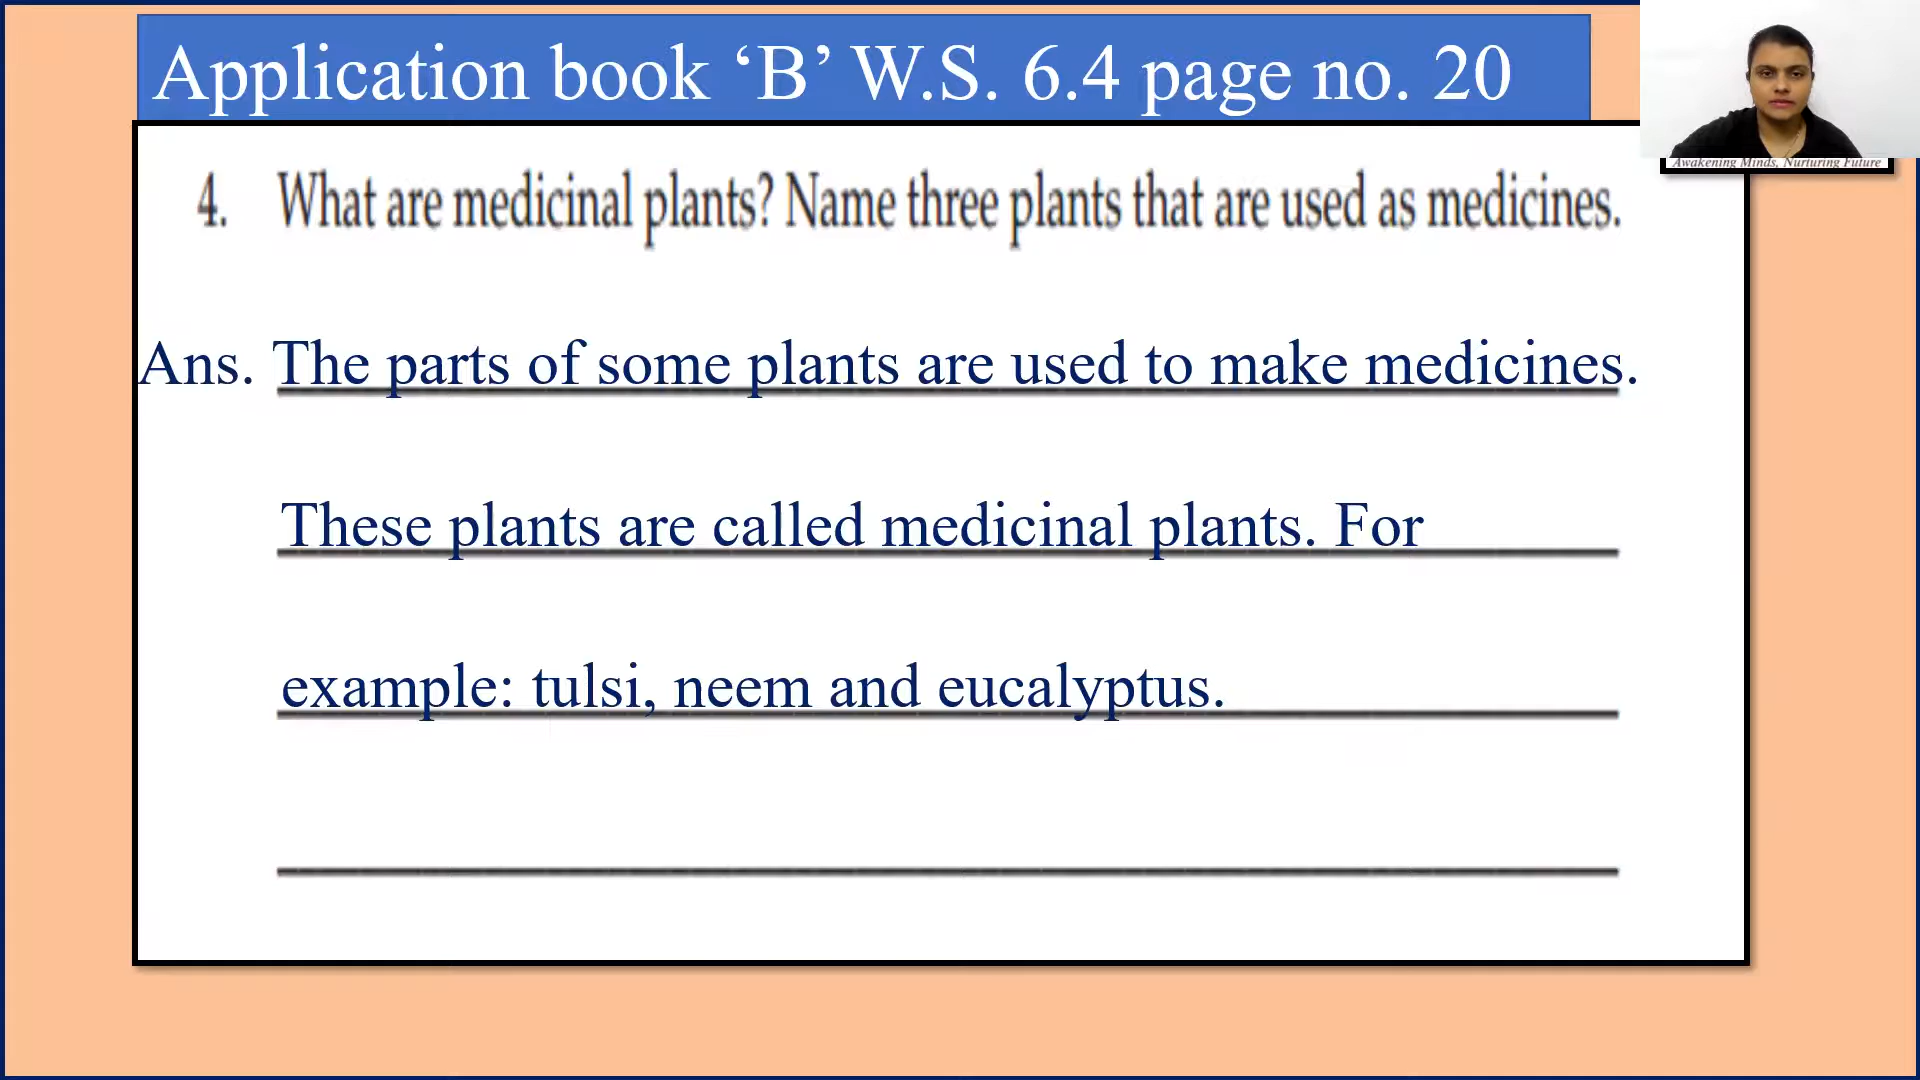 Application book ‘B’ W.S. 6.4 page no. 20
Awakening Minds, Nurturing Future
4. What are medicinal plants? Name three plants that are used as medicines.
Ans. The parts of some plants are used to make medicines.
These plants are called medicinal plants. For
example: tulsi, neem and eucalyptus.